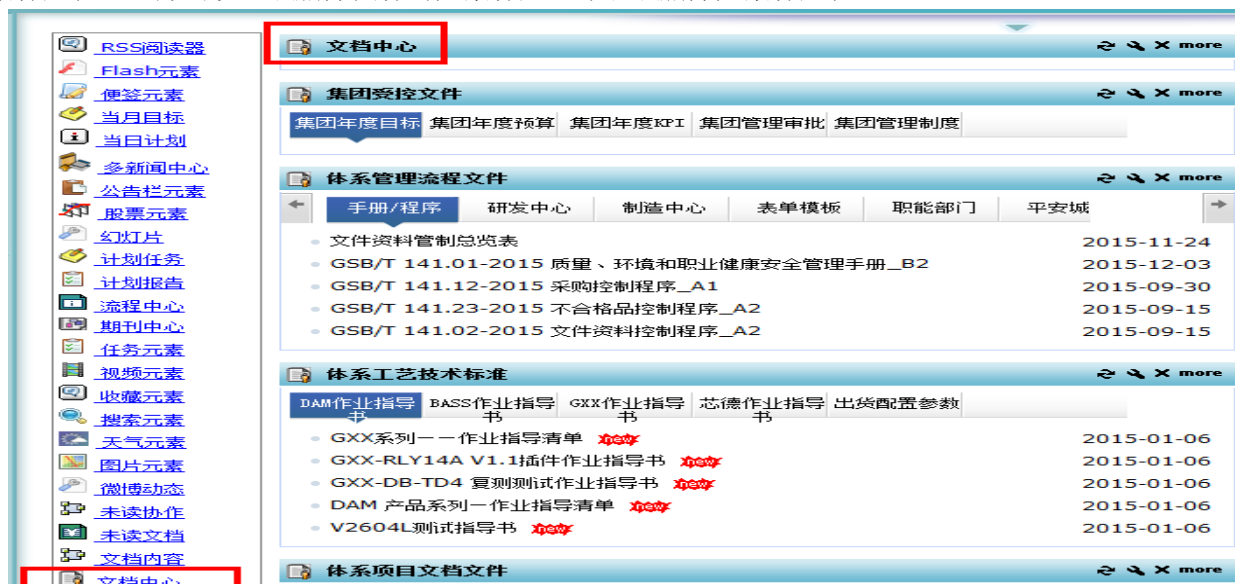 RSS阅读器
Flash元素
便签元素
当月目标
当日计划
多新闻中心
公告栏元素
股票元素
幻灯片
计划任务
计划报告
流程中心
期刊中心
任务元素
视频元素
收藏元素
搜索元素
天气元素
图片元素
微博动态
未读协作
未读文档
文档内容
文档中心
文档中心 more
集团受控文件 more
集团年度目标 集团年度预算 集团年度KPI 集团管理审批 集团管理制度
体系管理流程文件 more
手册/程序 研发中心 制造中心 表单模板 职能部门 平安城
文件资料管制总览表 2015-11-24
GSB/T 141.01-2015 质量、环境和职业健康安全管理手册_B2 2015-12-03
GSB/T 141.12-2015 采购控制程序_A1 2015-09-30
GSB/T 141.23-2015 不合格品控制程序_A2 2015-09-15
GSB/T 141.02-2015 文件资料控制程序_A2 2015-09-15
体系工艺技术标准 more
DAM作业指导书 BASS作业指导书 GXX作业指导书 芯德作业指导书 出货配置参数
GXX系列——作业指导清单 new 2015-01-06
GXX-RLY14A V1.1插件作业指导书 new 2015-01-06
GXX-DB-TD4 复测测试作业指导书 new 2015-01-06
DAM 产品系列—作业指导清单 new 2015-01-06
V2604L测试指导书 new 2015-01-06
体系项目文档文件 more